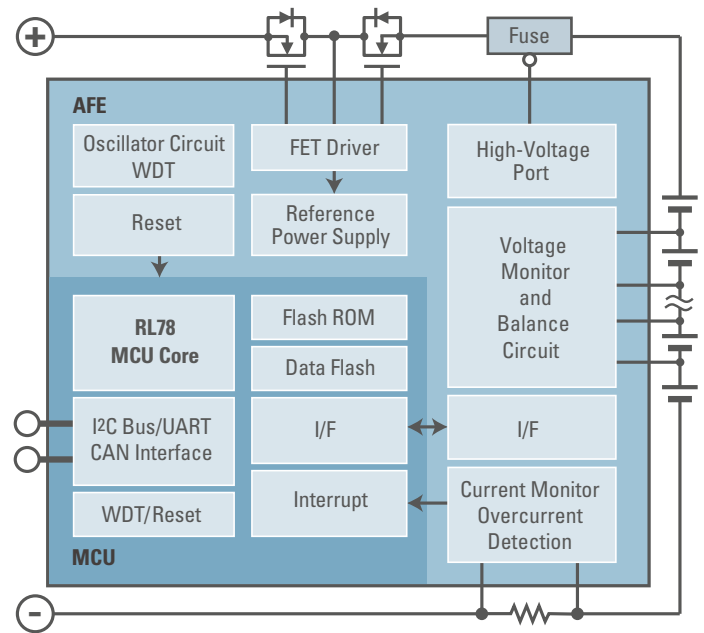 +
Fuse
AFE
Oscillator Circuit
WDT
FET Driver
High-Voltage
Port
Reset
Reference
Power Supply
Voltage
Monitor
and
Balance
Circuit
RL78
MCU Core
Flash ROM
Data Flash
I2C Bus/UART
CAN Interface
I/F
I/F
WDT/Reset
Interrupt
Current Monitor
Overcurrent
Detection
MCU
-